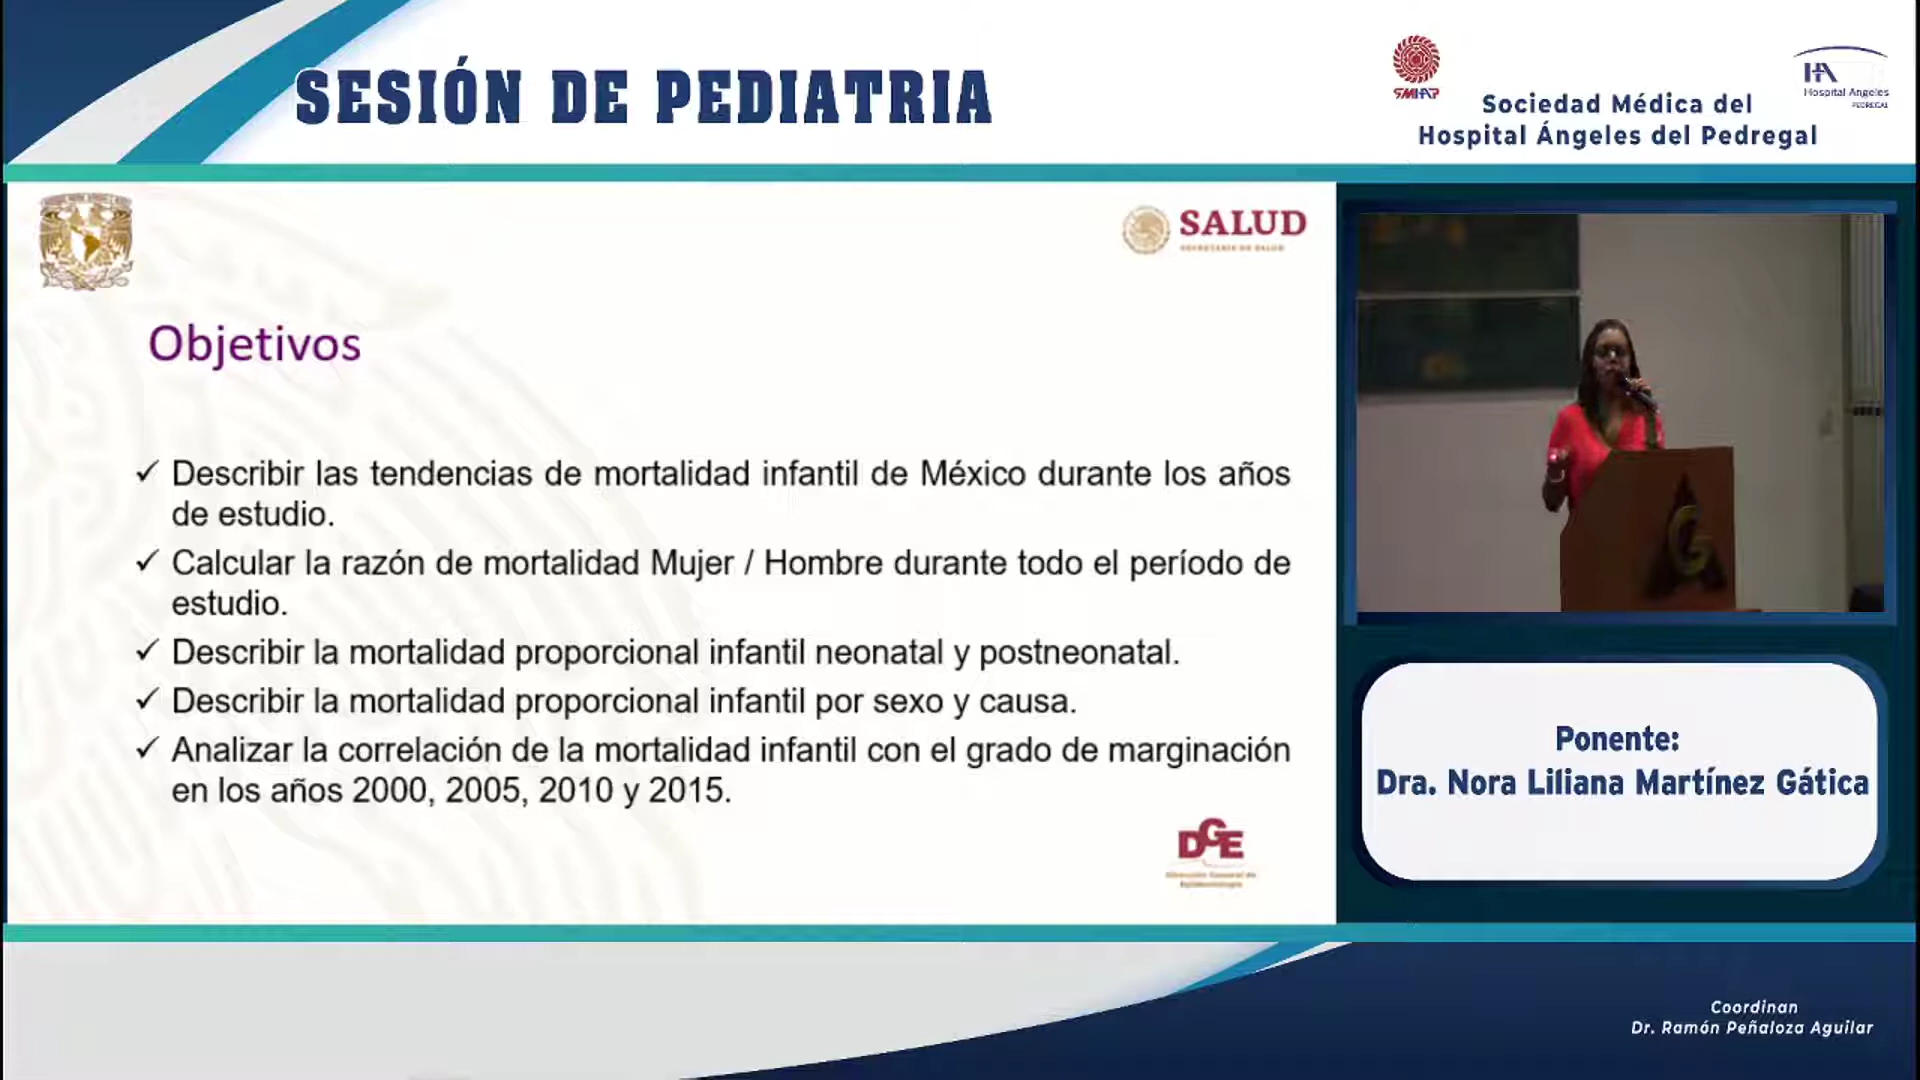 SESIÓN DE PEDIATRIA
SMHAP
Sociedad Médica del
Hospital Ángeles del Pedregal
HA
Hospital Angeles
PEDREGAL
SALUD
SECRETARÍA DE SALUD
Objetivos
✓ Describir las tendencias de mortalidad infantil de México durante los años
de estudio.
✓ Calcular la razón de mortalidad Mujer / Hombre durante todo el período de
estudio.
✓ Describir la mortalidad proporcional infantil neonatal y postneonatal.
✓ Describir la mortalidad proporcional infantil por sexo y causa.
✓ Analizar la correlación de la mortalidad infantil con el grado de marginación
en los años 2000, 2005, 2010 y 2015.
DGE
Dirección General de
Epidemiología
Ponente:
Dra. Nora Liliana Martínez Gática
Coordinan
Dr. Ramón Peñaloza Aguilar